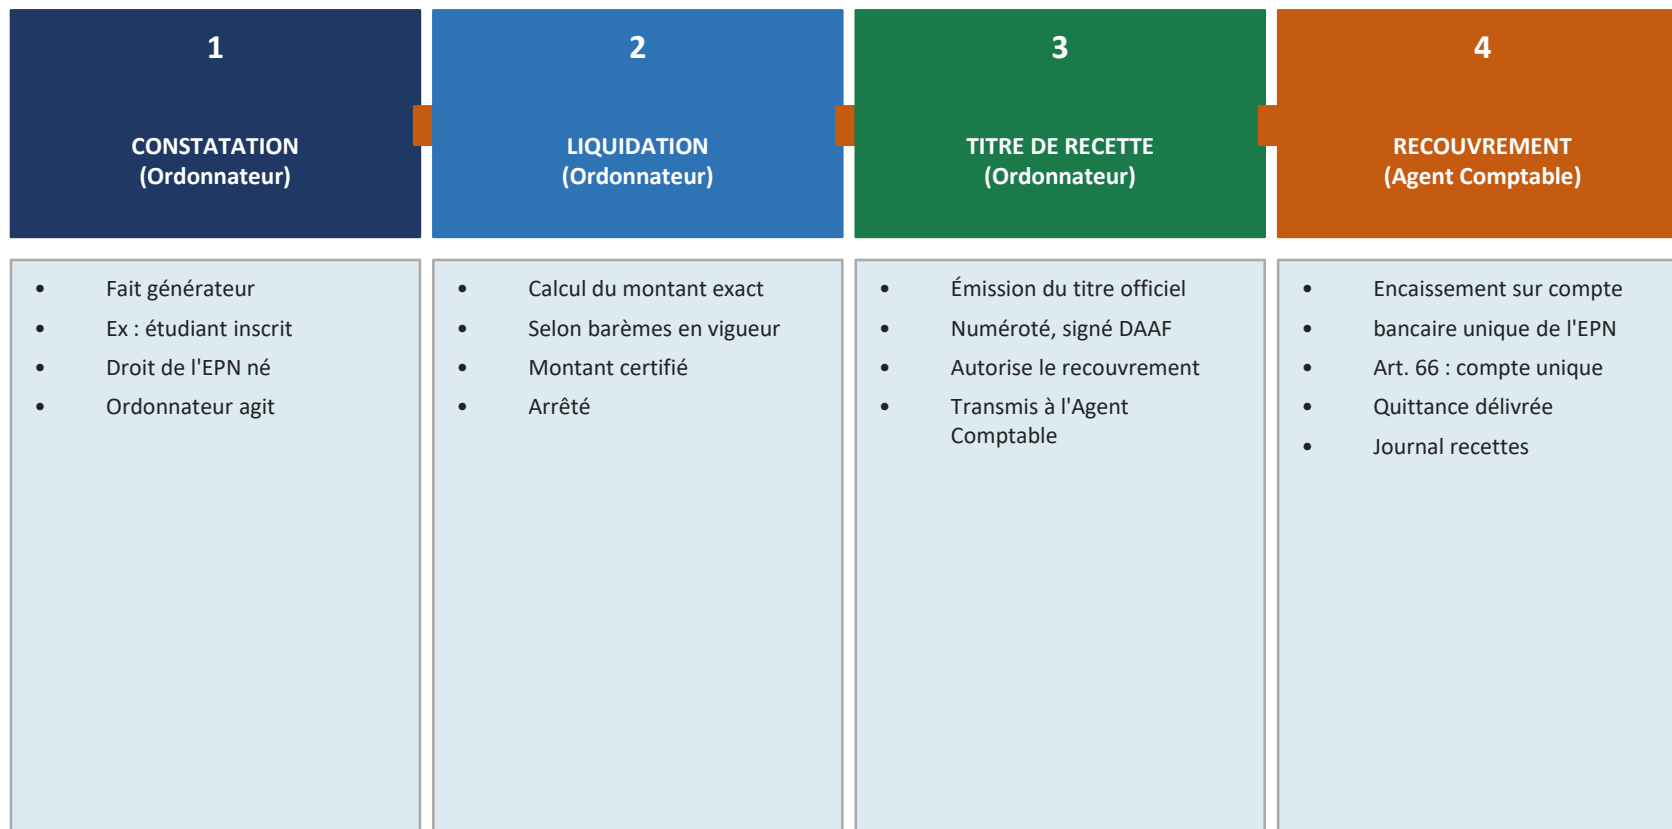 1
CONSTATATION
(Ordonnateur)
• Fait générateur
• Ex : étudiant inscrit
• Droit de l'EPN né
• Ordonnateur agit
2
LIQUIDATION
(Ordonnateur)
• Calcul du montant exact
• Selon barèmes en vigueur
• Montant certifié
• Arrêté
3
TITRE DE RECETTE
(Ordonnateur)
• Émission du titre officiel
• Numéroté, signé DAAF
• Autorise le recouvrement
• Transmis à l'Agent
Comptable
4
RECOUVREMENT
(Agent Comptable)
• Encaissement sur compte
• bancaire unique de l'EPN
• Art. 66 : compte unique
• Quittance délivrée
• Journal recettes